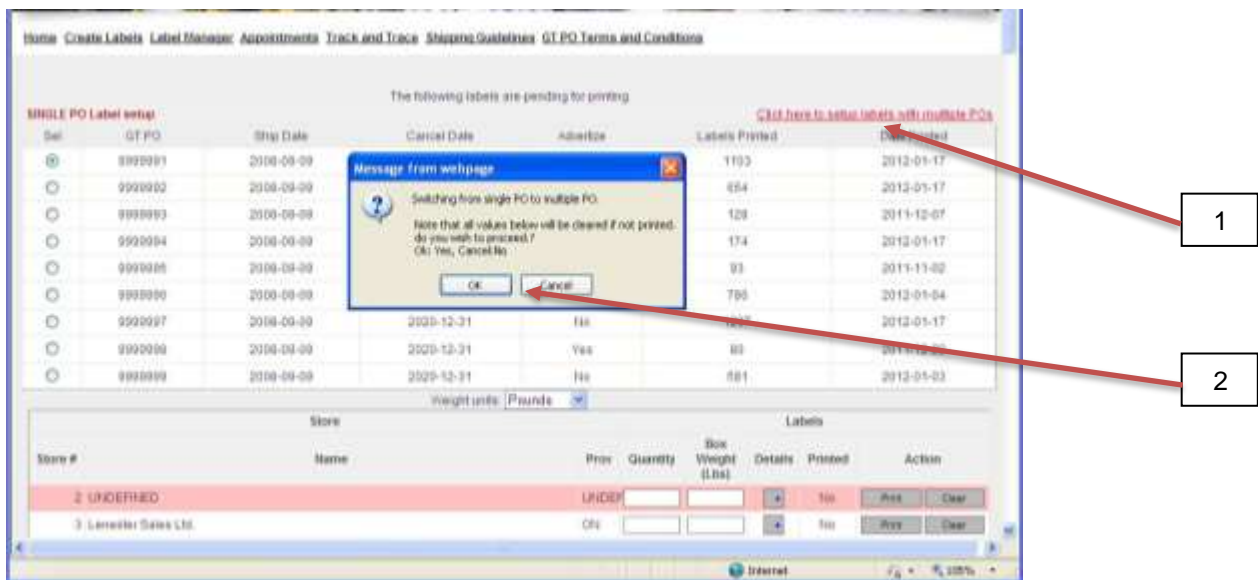 Home Create Labels Label Manager Appointments Track and Trace Shipping Guidelines GT PO Terms and Conditions
The following labels are pending for printing
SINGLE PO Label setup
Click here to setup labels with multiple POs
Sel GT PO Ship Date Cancel Date Advertize Labels Printed Date printed
9999991 2008-09-09 1103 2012-01-17
9999992 2008-09-09 654 2012-01-17
9999993 2008-09-09 128 2011-12-07
9999994 2008-09-09 174 2012-01-17
2008-09-09 93 2011-11-02
2008-09-09 786 2012-01-04
9999997 2008-09-09 2020-12-31 No 2012-01-17
2008-09-09 2020-12-31 Yes
9999999 2008-09-09 2020-12-31 No 581 2012-01-03
Message from webpage
Switching from single PO to multiple PO.
Note that all values below will be cleared if not printed.
do you wish to proceed.?
Ok: Yes, Cancel:No
OK Cancel
1
2
Weight units Pounds
Store Labels
Store # Name Prov Quantity Box Weight (Lbs) Details Printed Action
2 UNDEFINED UNDEF + No Print Clear
3 Sales Ltd. ON + No Print Clear
Internet 105%